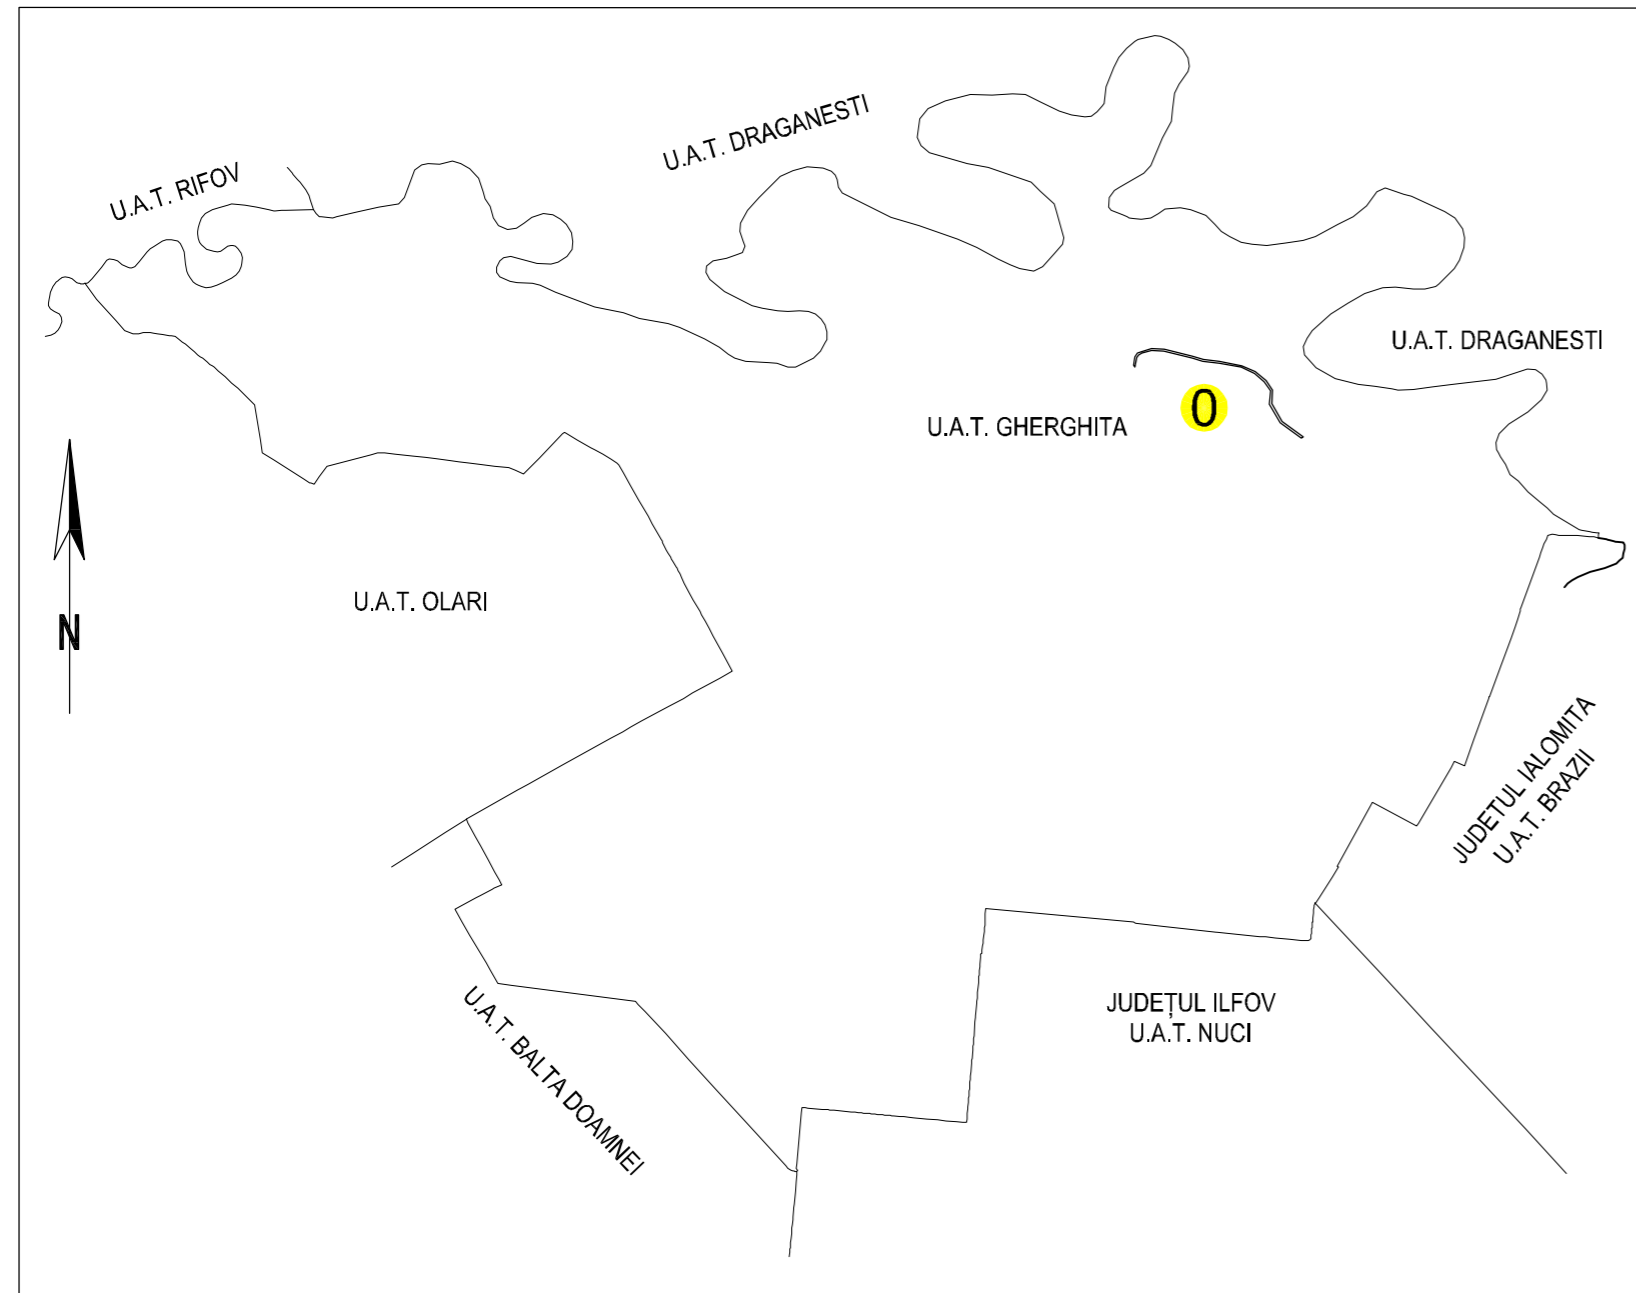 U.A.T. DRAGANESTI
U.A.T. RIFOV
U.A.T. DRAGANESTI
0
U.A.T. GHERGHITA
U.A.T. OLARI
N
JUDETUL IALOMITA
U.A.T. BRAZII
JUDEȚUL ILFOV
U.A.T. NUCI
U.A.T. BALTA DOAMNEI